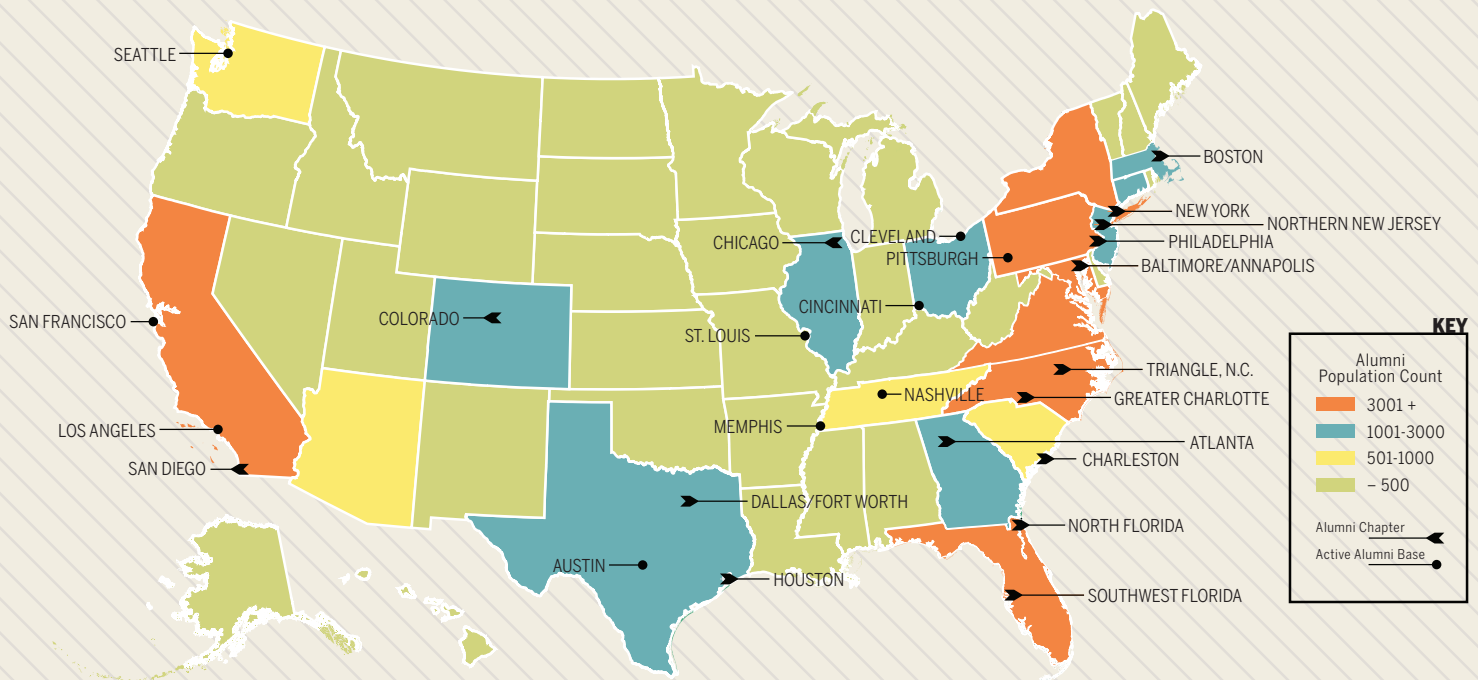 SEATTLE
BOSTON
NEW YORK
NORTHERN NEW JERSEY
CHICAGO
CLEVELAND
PHILADELPHIA
PITTSBURGH
BALTIMORE/ANNAPOLIS
CINCINNATI
SAN FRANCISCO
COLORADO
ST. LOUIS
TRIANGLE, N.C.
NASHVILLE
GREATER CHARLOTTE
LOS ANGELES
MEMPHIS
ATLANTA
SAN DIEGO
CHARLESTON
DALLAS/FORT WORTH
NORTH FLORIDA
AUSTIN
HOUSTON
SOUTHWEST FLORIDA
KEY
Alumni
Population Count
3001 +
1001-3000
501-1000
– 500
Alumni Chapter
Active Alumni Base